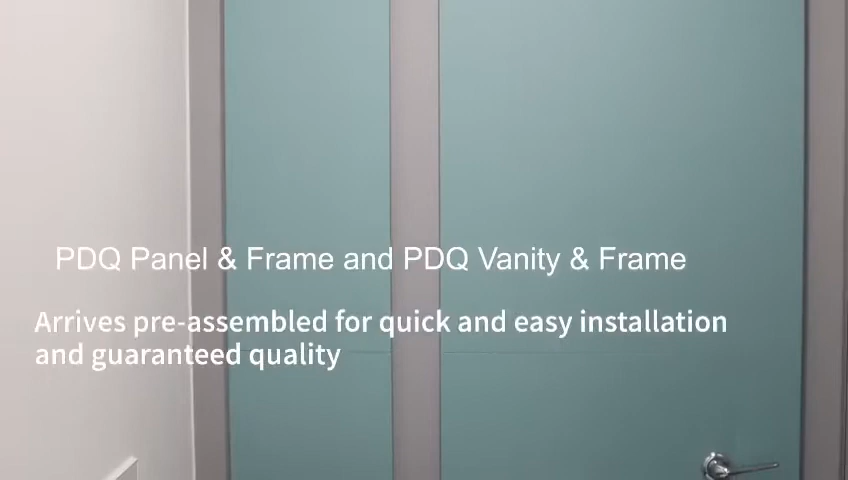 PDQ Panel & Frame and PDQ Vanity & Frame
Arrives pre-assembled for quick and easy installation
and guaranteed quality